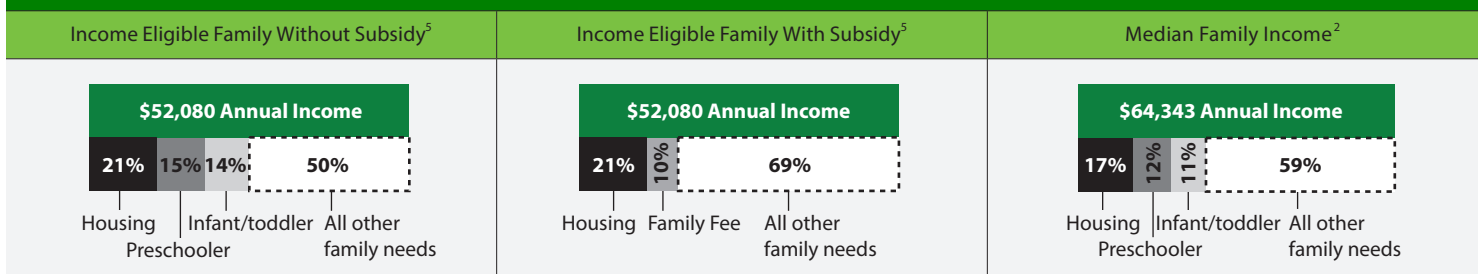 Income Eligible Family Without Subsidy⁵
$52,080 Annual Income
21% 15% 14% 50%
Housing Infant/toddler All other
Preschooler family needs
Income Eligible Family With Subsidy⁵
$52,080 Annual Income
21% 10% 69%
Housing Family Fee All other
family needs
Median Family Income²
$64,343 Annual Income
17% 12% 11% 59%
Housing Infant/toddler All other
Preschooler family needs